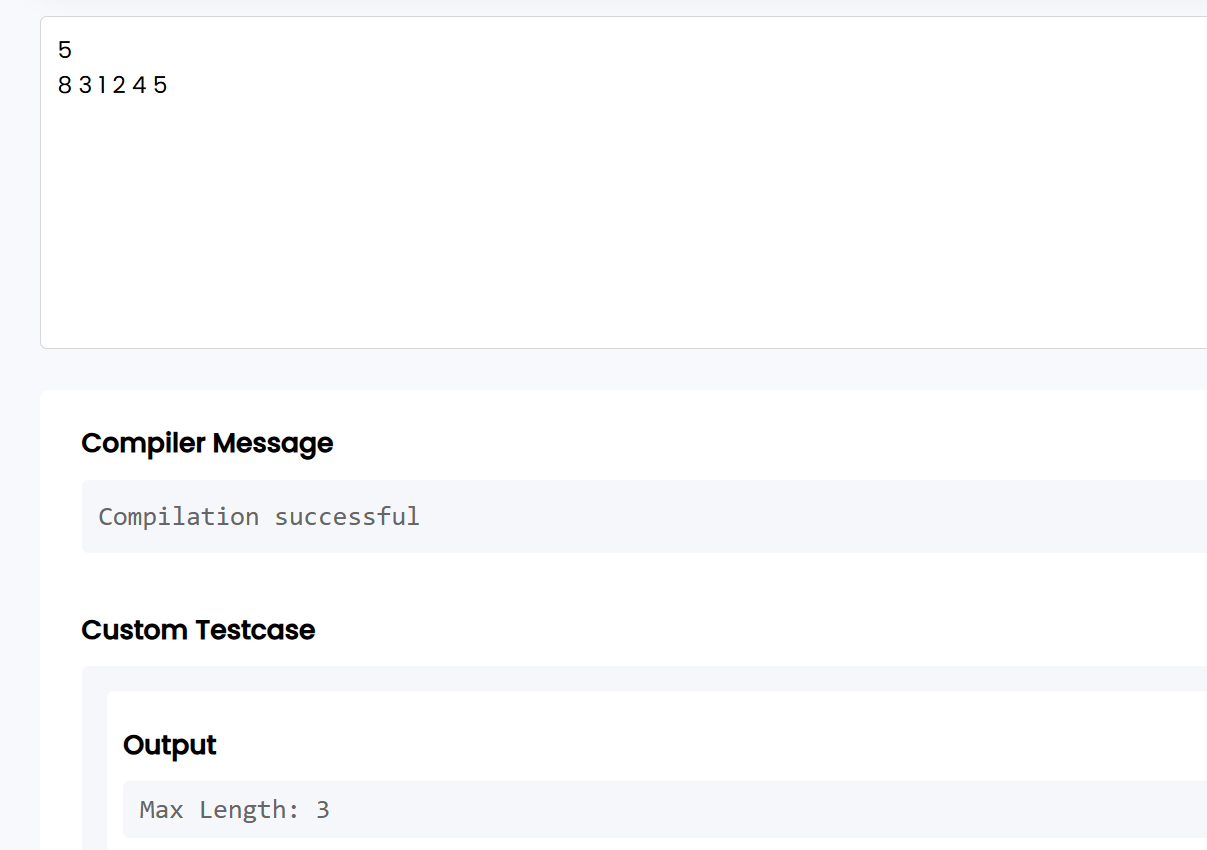 5
8 3 1 2 4 5
Compiler Message
Compilation successful
Custom Testcase
Output
Max Length: 3